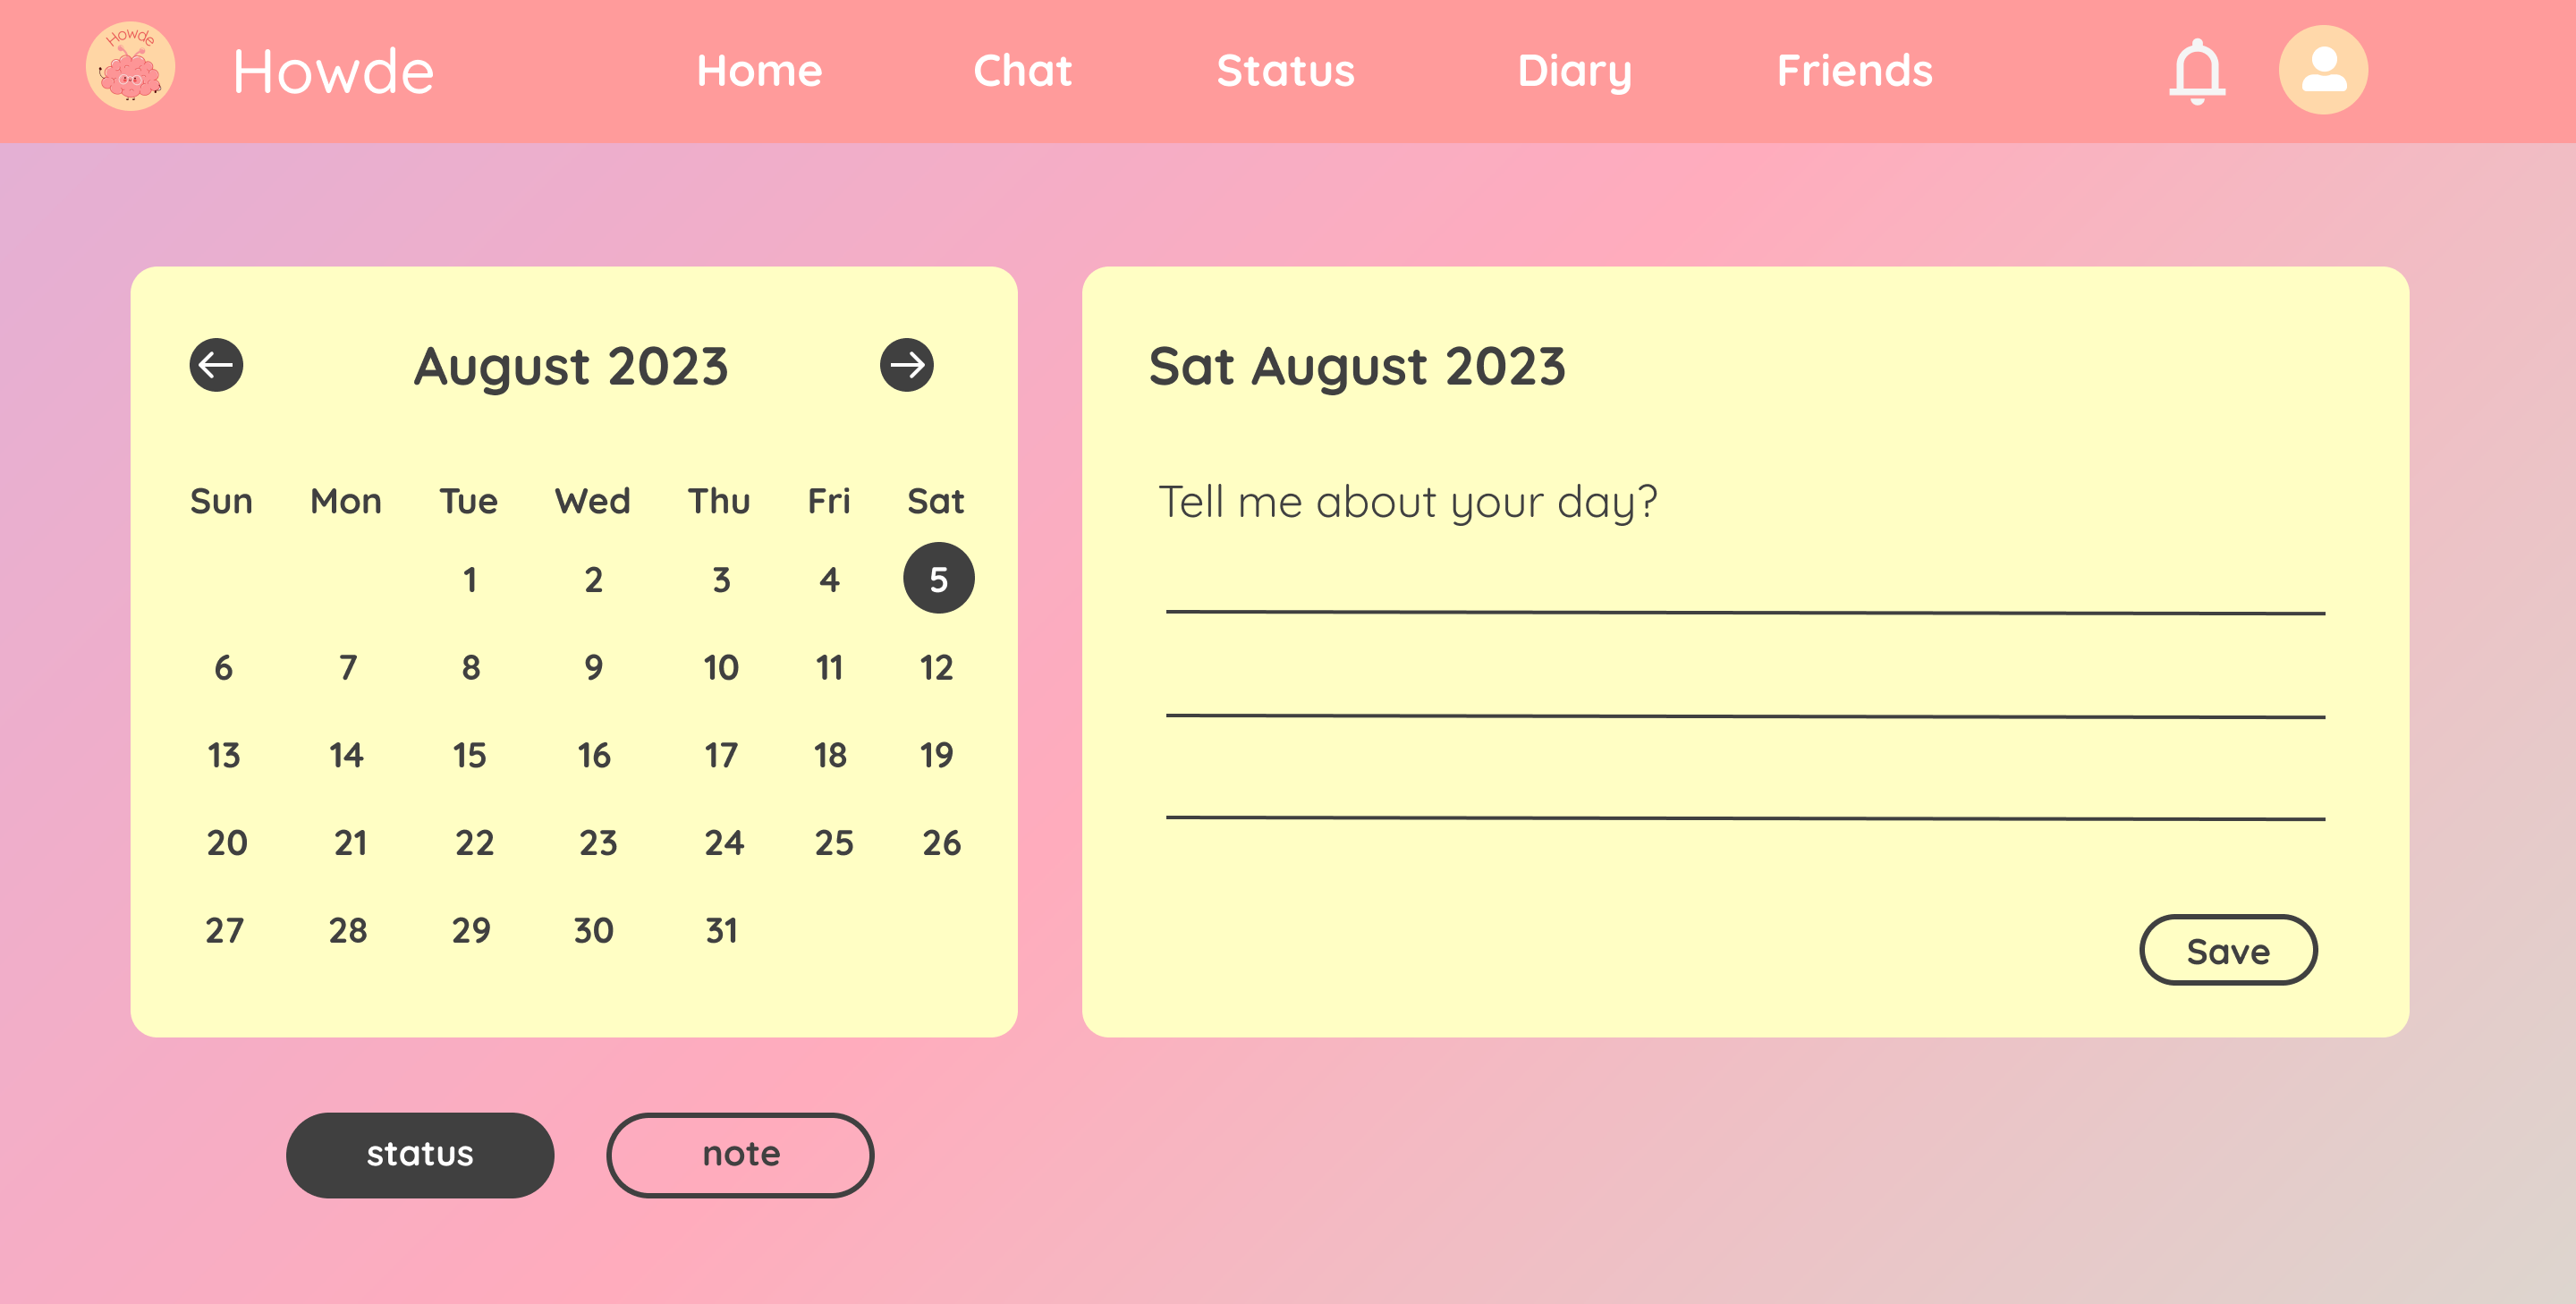 Howde
Howde
Home Chat Status Diary Friends
August 2023
Sun Mon Tue Wed Thu Fri Sat
1 2 3 4 5
6 7 8 9 10 11 12
13 14 15 16 17 18 19
20 21 22 23 24 25 26
27 28 29 30 31
Sat August 2023
Tell me about your day?
Save
status
note